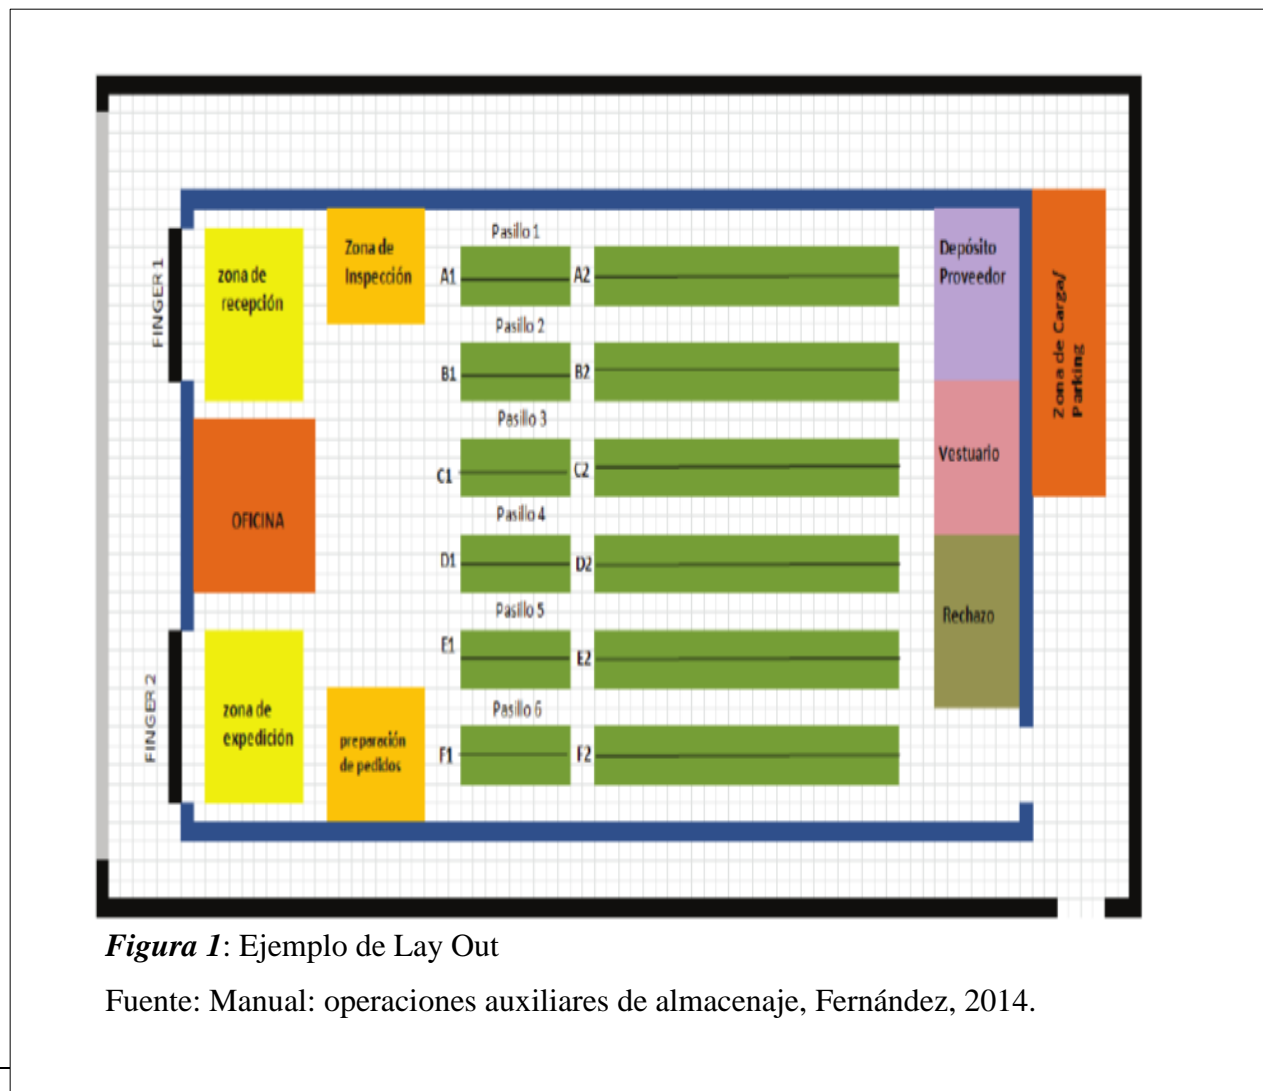 Pasillo 1
FINGER 1
zona de
recepción
Zona de
Inspección
A1
A2
Depósito
Proveedor
Zona de Carga/
Parking
Pasillo 2
B1
B2
Pasillo 3
C1
C2
Vestuario
OFICINA
Pasillo 4
D1
D2
Pasillo 5
E1
E2
Rechazo
FINGER 2
zona de
expedición
preparación
de pedidos
Pasillo 6
F1
F2
Figura 1: Ejemplo de Lay Out
Fuente: Manual: operaciones auxiliares de almacenaje, Fernández, 2014.